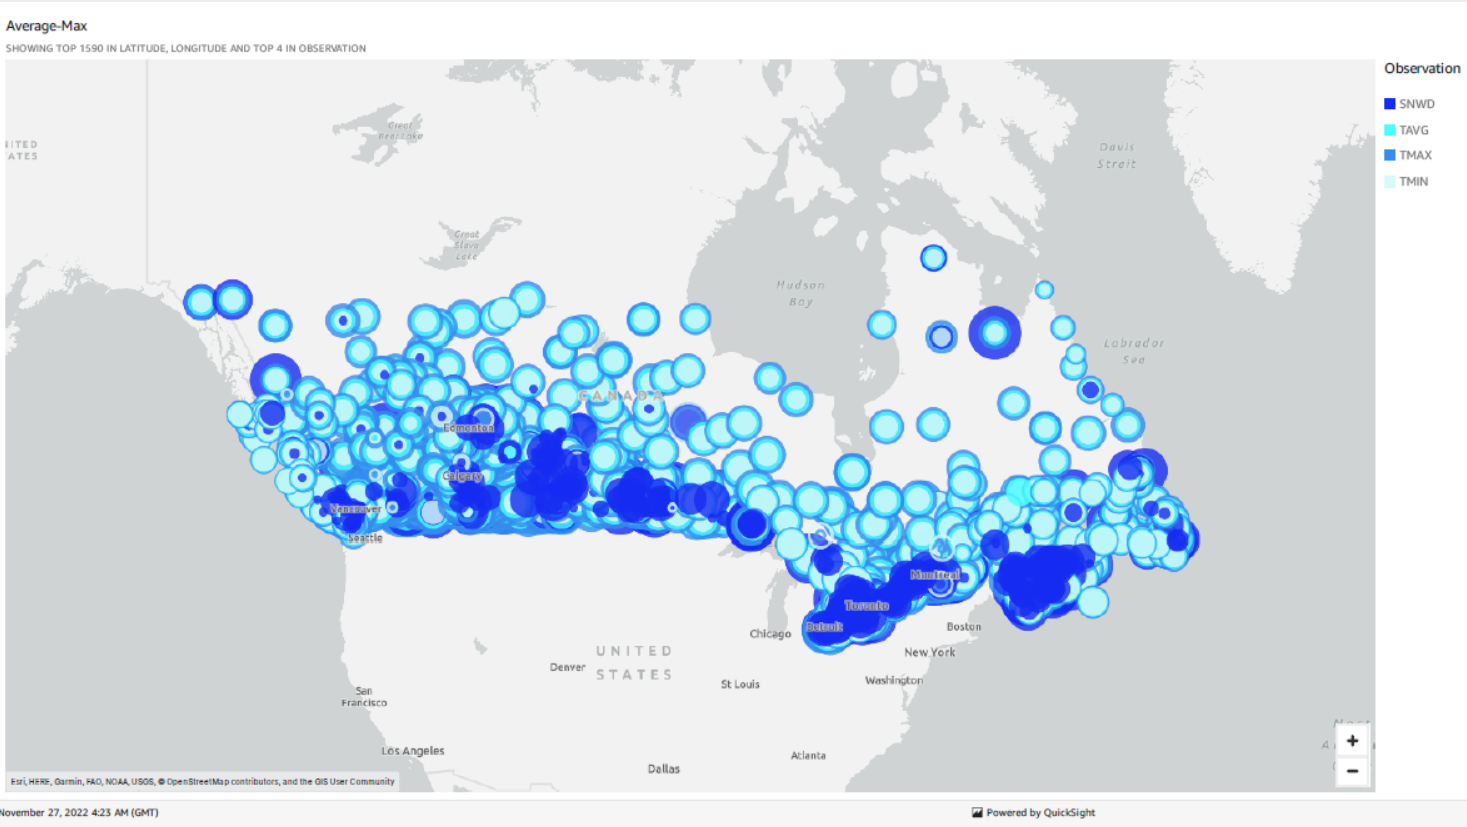 Average-Max
SHOWING TOP 1590 IN LATITUDE, LONGITUDE AND TOP 4 IN OBSERVATION
Observation
SNWD
TAVG
TMAX
TMIN
Great
Davis
Strait
ITED
ATES
Great
Slave
Lake
Hudson
Bay
Labrador
Sea
CANADA
Edmonton
Calgary
Vancouver
Seattle
Montreal
Toronto
Detroit
Chicago
Boston
New York
UNITED
STATES
Denver
St Louis
Washington
San
Francisco
Los Angeles
Atlanta
Dallas
+
−
Esri, HERE, Garmin, FAO, NOAA, USGS, © OpenStreetMap contributors, and the GIS User Community
November 27, 2022 4:23 AM (GMT)
Powered by QuickSight